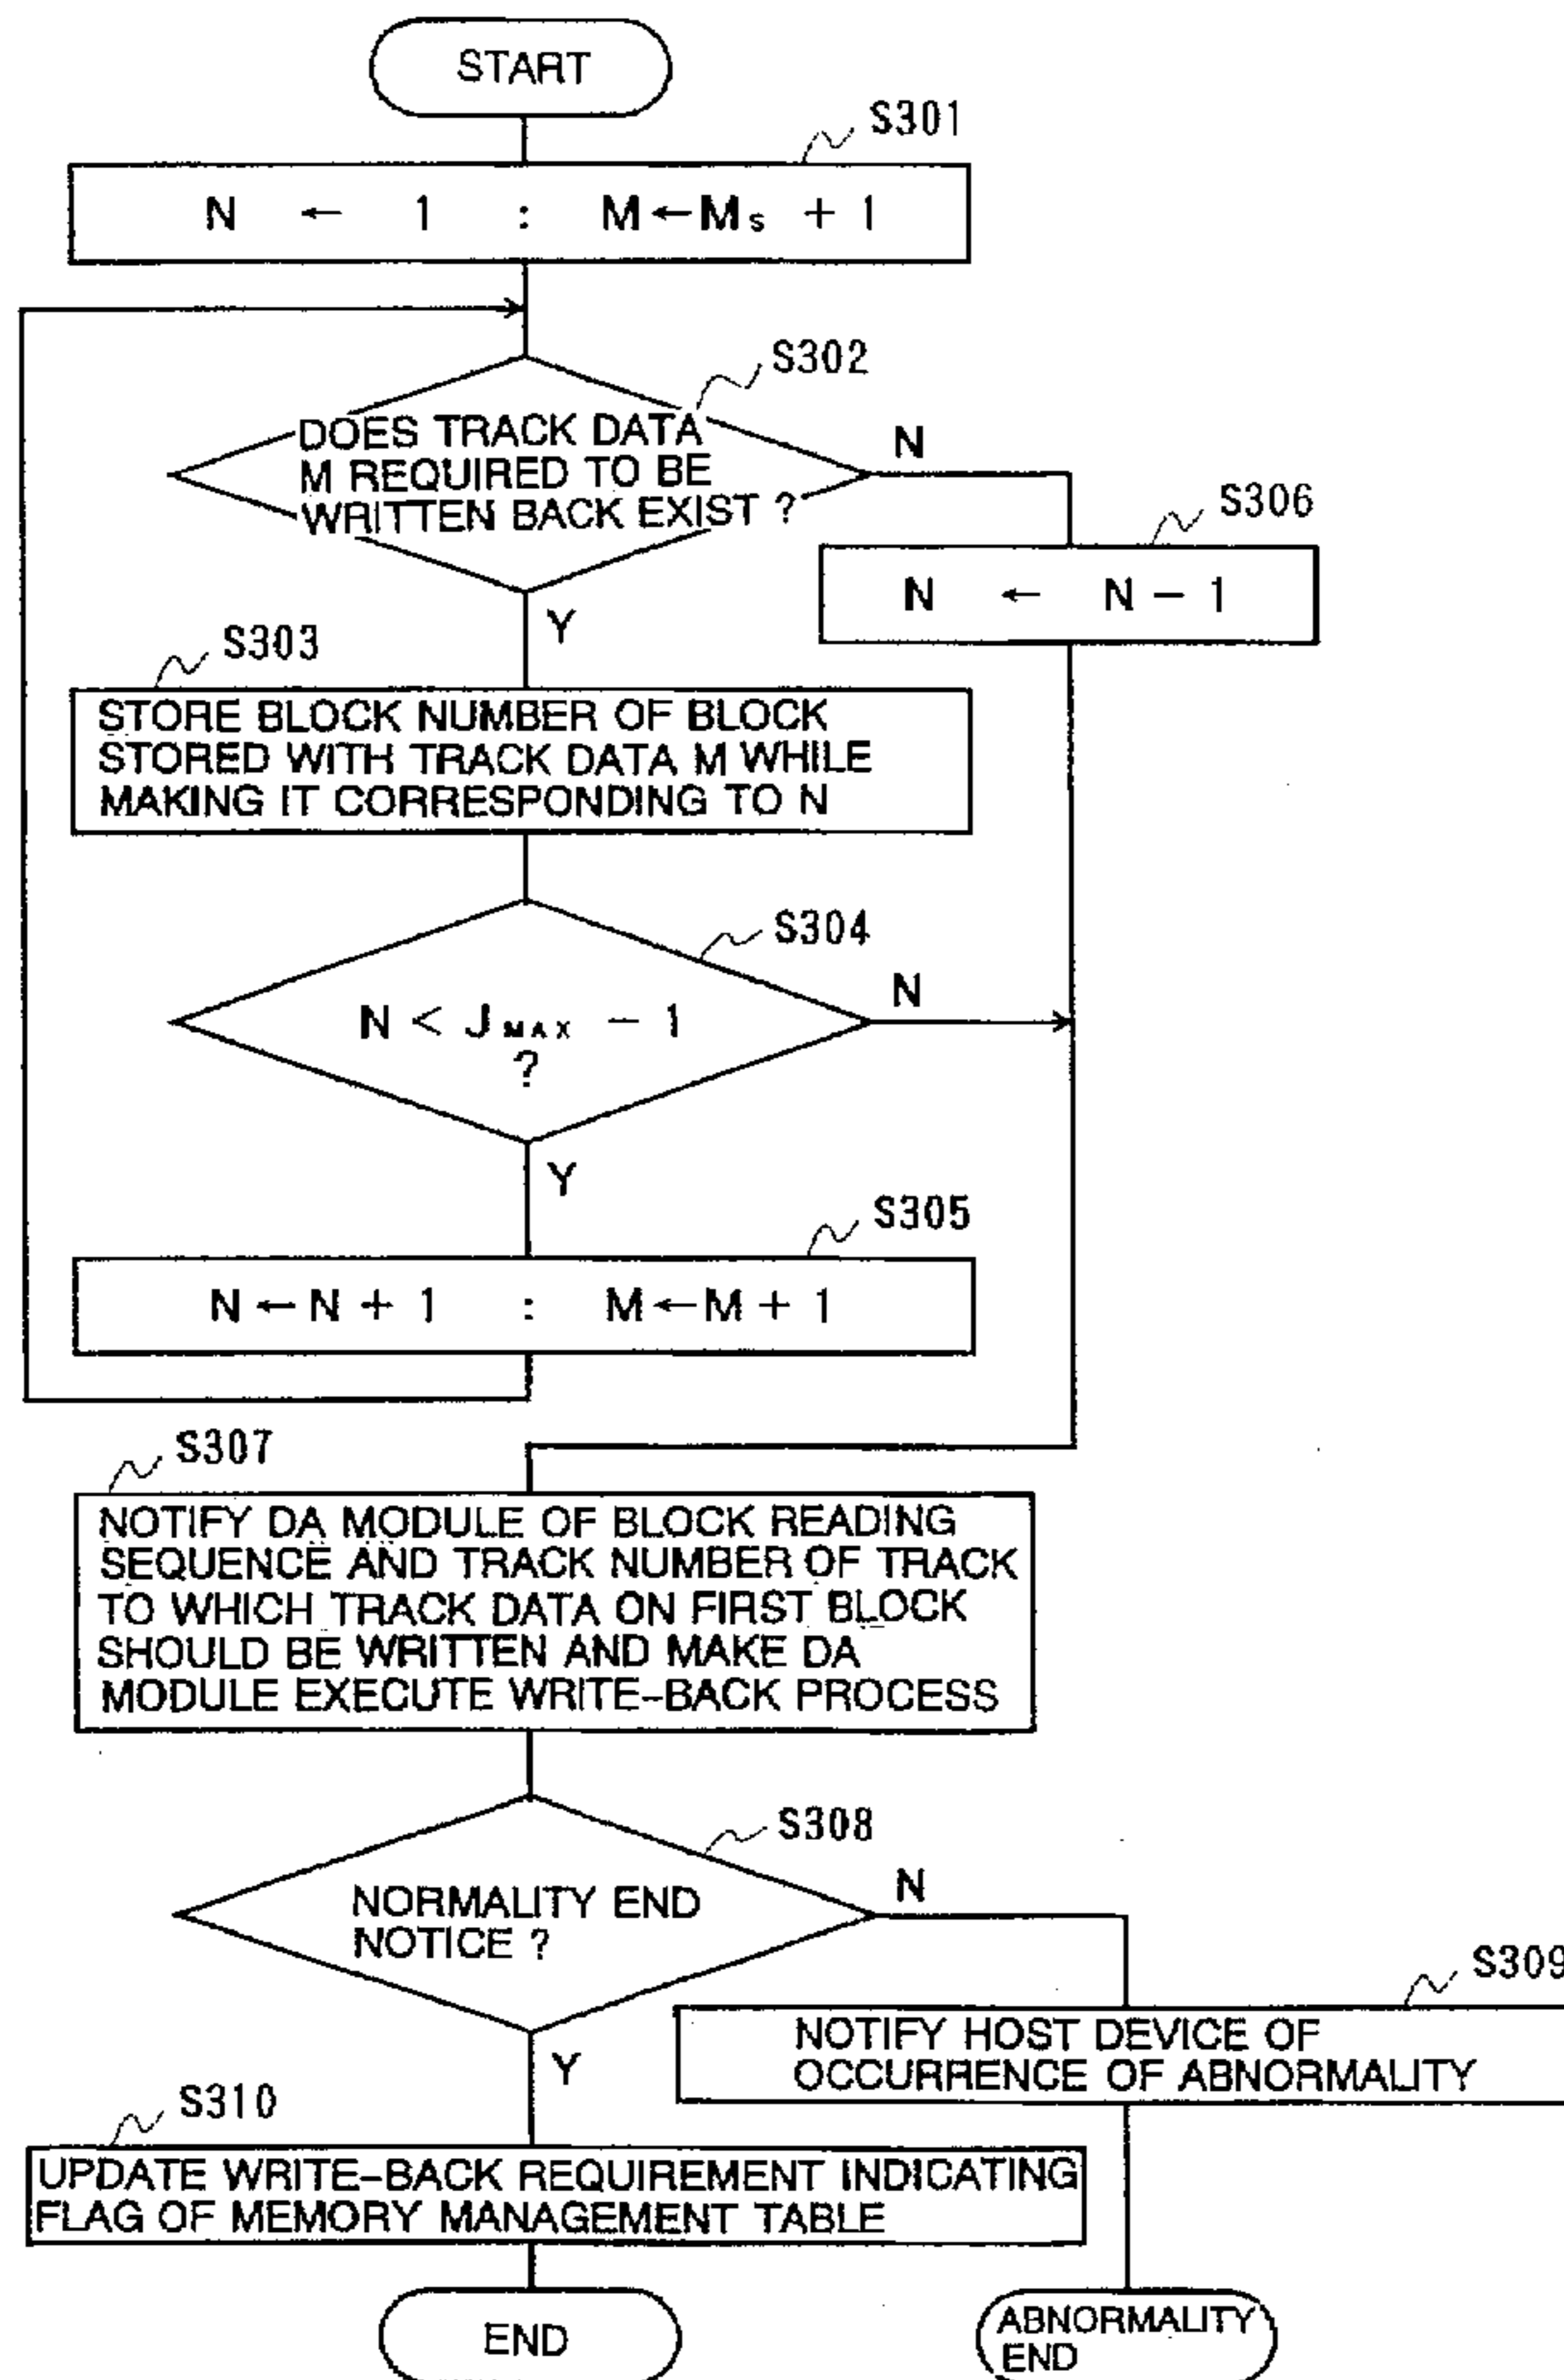 START
S301
N ← 1 : M←Ms + 1
S302
DOES TRACK DATA
M REQUIRED TO BE
WRITTEN BACK EXIST ?
N
S306
N ← N − 1
Y
S303
STORE BLOCK NUMBER OF BLOCK
STORED WITH TRACK DATA M WHILE
MAKING IT CORRESPONDING TO N
S304
N < JMAX − 1
?
N
Y
S305
N←N + 1 : M←M + 1
S307
NOTIFY DA MODULE OF BLOCK READING
SEQUENCE AND TRACK NUMBER OF TRACK
TO WHICH TRACK DATA ON FIRST BLOCK
SHOULD BE WRITTEN AND MAKE DA
MODULE EXECUTE WRITE–BACK PROCESS
S308
NORMALITY END
NOTICE ?
N
S309
NOTIFY HOST DEVICE OF
OCCURRENCE OF ABNORMALITY
Y
S310
UPDATE WRITE–BACK REQUIREMENT INDICATING
FLAG OF MEMORY MANAGEMENT TABLE
END
ABNORMALITY
END